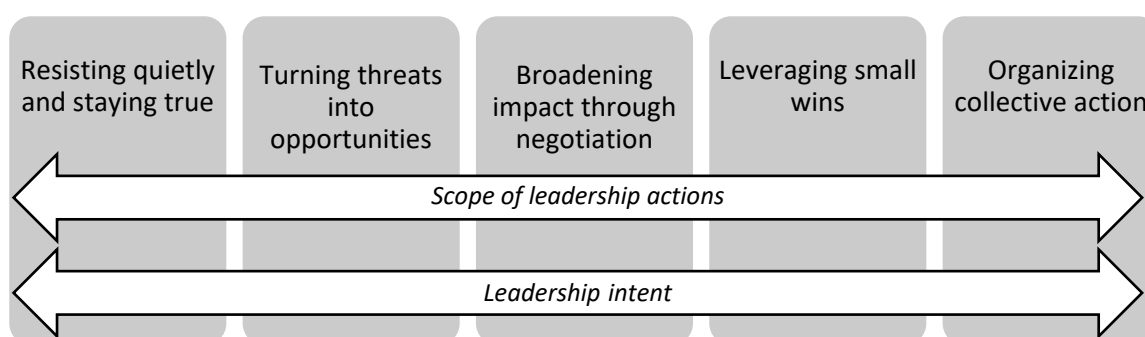 Resisting quietly
and staying true
Turning threats
into
opportunities
Broadening
impact through
negotiation
Leveraging small
wins
Organizing
collective action
Scope of leadership actions
Leadership intent